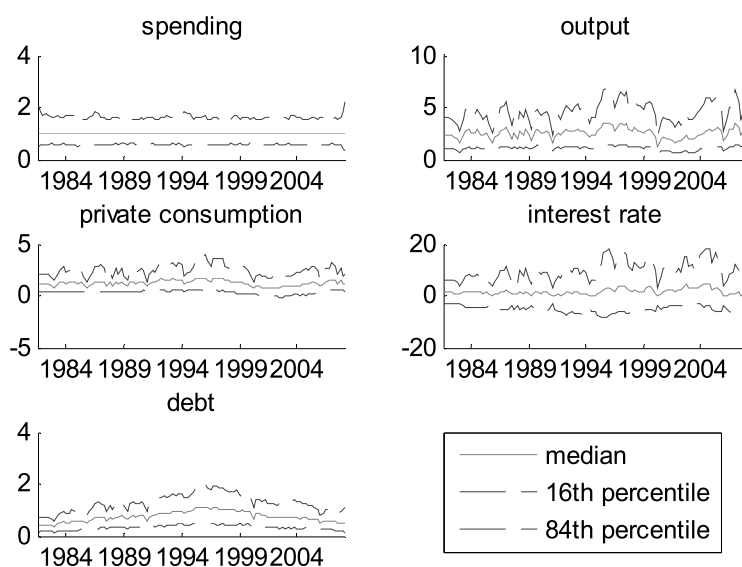 spending
4
2
0
1984 1989 1994 1999 2004
output
10
5
0
1984 1989 1994 1999 2004
private consumption
5
0
-5
1984 1989 1994 1999 2004
interest rate
20
0
-20
1984 1989 1994 1999 2004
debt
4
2
0
1984 1989 1994 1999 2004
median
16th percentile
84th percentile